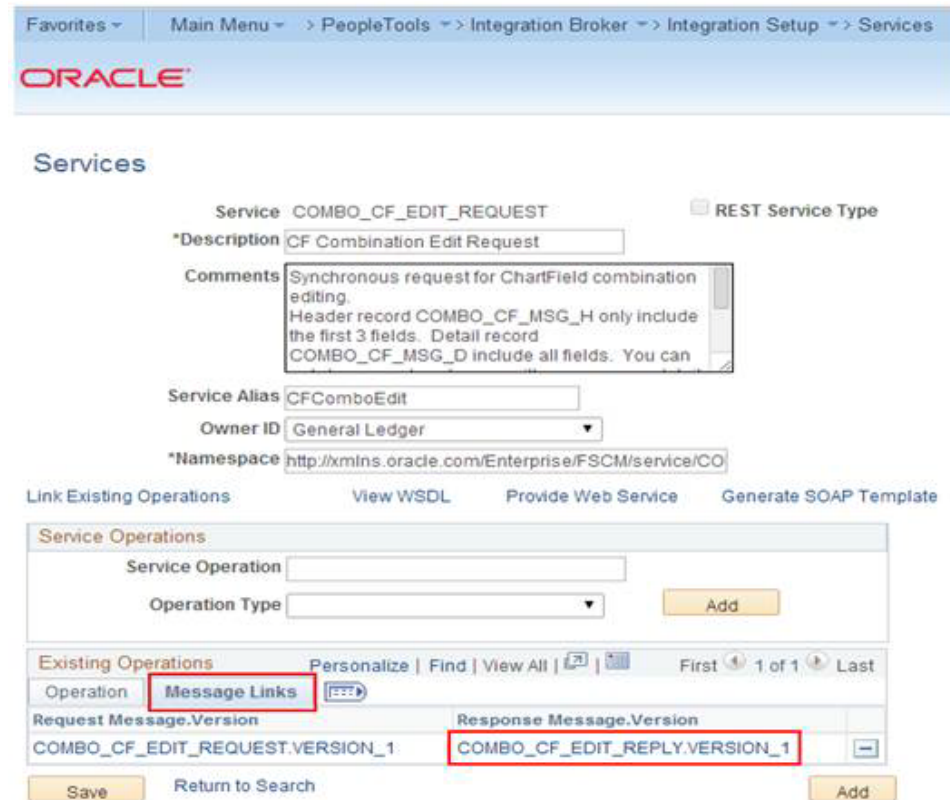 Favorites Main Menu > PeopleTools > Integration Broker > Integration Setup > Services
ORACLE
Services
Service COMBO_CF_EDIT_REQUEST REST Service Type
*Description CF Combination Edit Request
Comments Synchronous request for ChartField combination
editing.
Header record COMBO_CF_MSG_H only include
the first 3 fields. Detail record
COMBO_CF_MSG_D include all fields. You can
Service Alias CFComboEdit
Owner ID General Ledger
*Namespace http://xmlns.oracle.com/Enterprise/FSCM/service/CO
Link Existing Operations View WSDL Provide Web Service Generate SOAP Template
Service Operations
Service Operation
Operation Type Add
Existing Operations Personalize | Find | View All | | First 1 of 1 Last
Operation Message Links
Request Message.Version Response Message.Version
COMBO_CF_EDIT_REQUEST.VERSION_1 COMBO_CF_EDIT_REPLY.VERSION_1
Save Return to Search Add